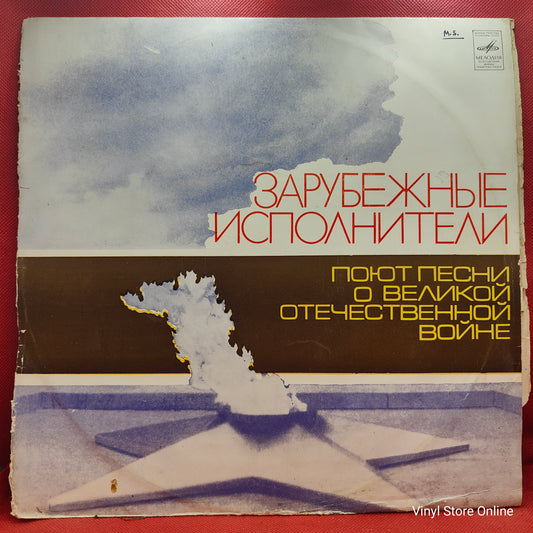 M.S.
МЕЛОДИЯ
ЗАРУБЕЖНЫЕ
ИСПОЛНИТЕЛИ
ПОЮТ ПЕСНИ
О ВЕЛИКОЙ
ОТЕЧЕСТВЕННОЙ
ВОЙНЕ
Vinyl Store Online